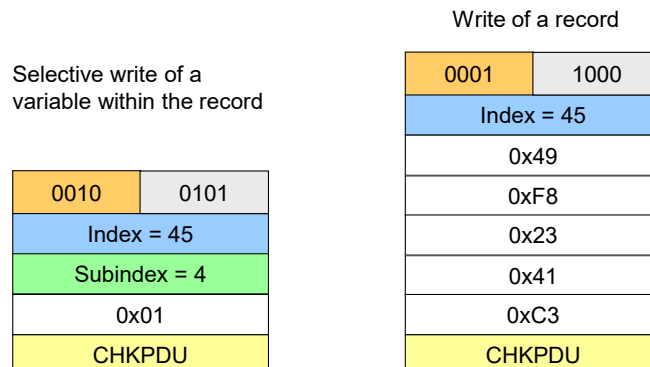 Selective write of a
variable within the record
0010 0101
Index = 45
Subindex = 4
0x01
CHKPDU
Write of a record
0001 1000
Index = 45
0x49
0xF8
0x23
0x41
0xC3
CHKPDU